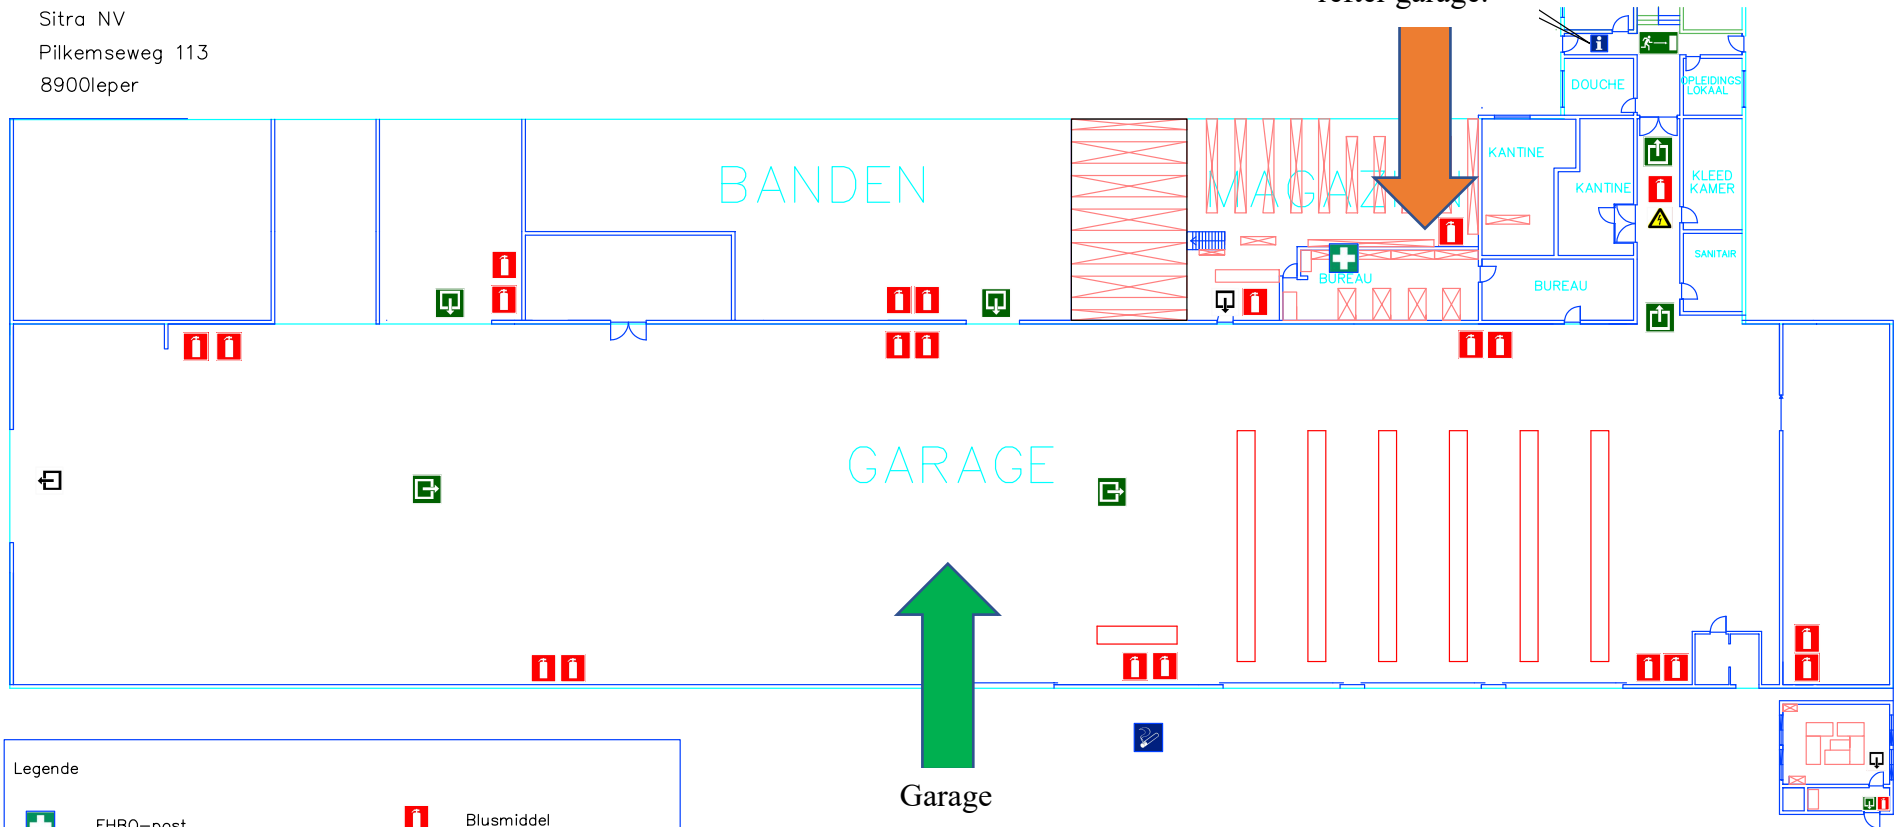 garage.
Sitra NV
Pilkemseweg 113
8900Ieper
DOUCHE
OPLEIDINGS
LOKAAL
BANDEN
MAGAZIJN
KANTINE
KANTINE
KLEED
KAMER
SANITAIR
BUREAU
BUREAU
GARAGE
Garage
Legende
EHBO-post
Blusmiddel